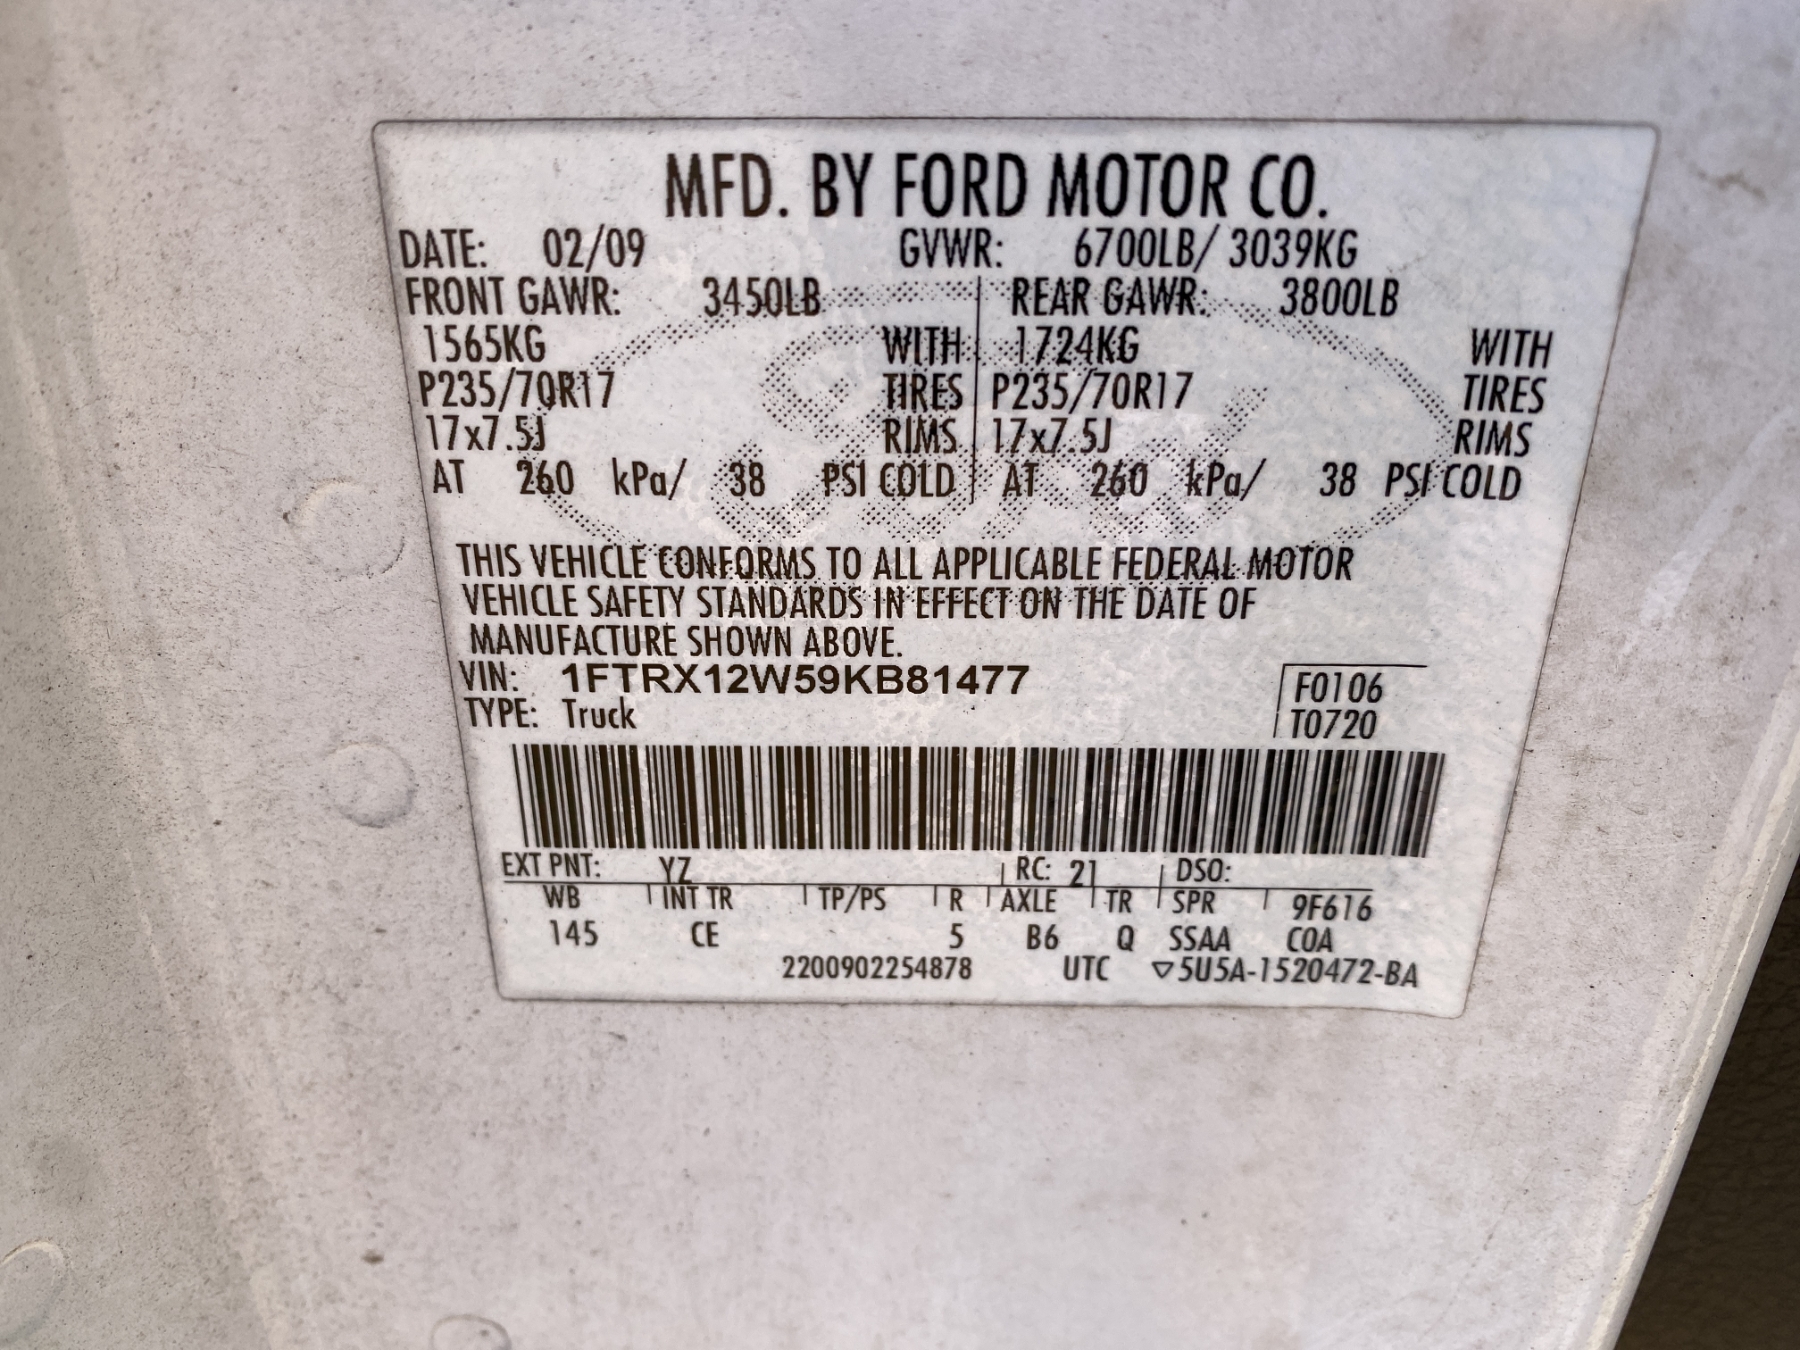 MFD. BY FORD MOTOR CO.
DATE: 02/09 GVWR: 6700LB/ 3039KG
FRONT GAWR: 3450LB REAR GAWR: 3800LB
1565KG WITH 1724KG WITH
P235/70R17 TIRES P235/70R17 TIRES
17x7.5J RIMS 17x7.5J RIMS
AT 260 kPa/ 38 PSI COLD AT 260 kPa/ 38 PSI COLD
THIS VEHICLE CONFORMS TO ALL APPLICABLE FEDERAL MOTOR
VEHICLE SAFETY STANDARDS IN EFFECT ON THE DATE OF
MANUFACTURE SHOWN ABOVE.
VIN: 1FTRX12W59KB81477 F0106
TYPE: Truck T0720
EXT PNT: YZ RC: 21 DSO:
WB INT TR TP/PS R AXLE TR SPR 9F616
145 CE 5 B6 Q SSAA COA
2200902254878 UTC ▽5U5A-1520472-BA